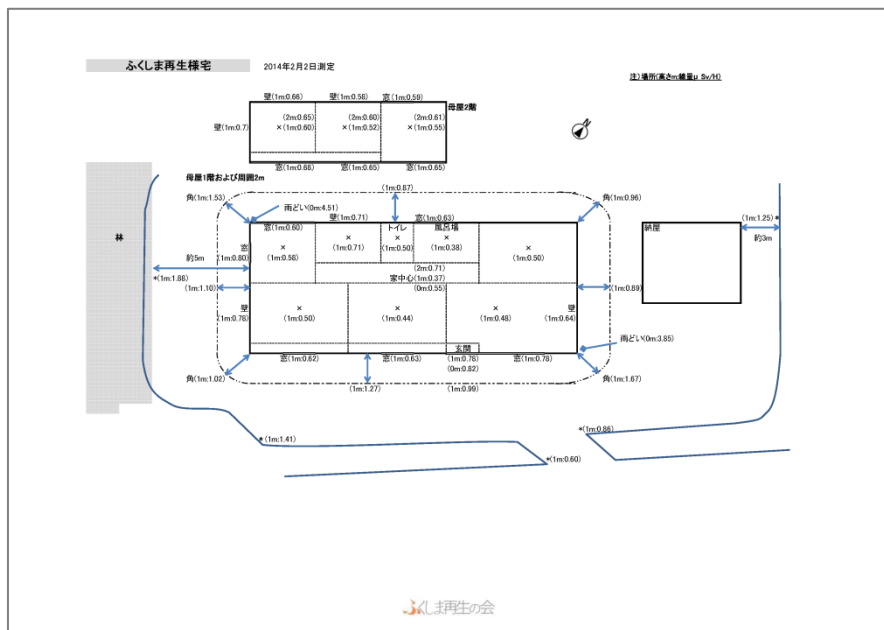 ふくしま再生様宅
2014年2月2日測定
注)場所(高さm:線量μ Sv/H)
壁(1m:0.66) 壁(1m:0.58) 窓(1m:0.59)
母屋2階
(2m:0.65) (2m:0.60) (2m:0.61)
壁(1m:0.7) ×(1m:0.60) ×(1m:0.52) ×(1m:0.55)
N
窓(1m:0.68) 窓(1m:0.65) 窓(1m:0.65)
母屋1階および周囲2m
(1m:0.87)
角(1m:1.53) 角(1m:0.96)
雨どい(0m:4.51)
壁(1m:0.71) 窓(1m:0.63)
(1m:1.25)*
窓(1m:0.60) トイレ 風呂場 納屋
林
約3m
窓 × × × × ×
(1m:0.80) (1m:0.58) (1m:0.71) (1m:0.50) (1m:0.38) (1m:0.50)
約5m
(2m:0.71)
*(1m:1.88) 家中心(1m:0.37)
(1m:1.10) (0m:0.55) (1m:0.89)
壁 × × × 壁
(1m:0.78) (1m:0.50) (1m:0.44) (1m:0.48) (1m:0.64)
雨どい(0m:3.85)
玄関
窓(1m:0.62) 窓(1m:0.63) (1m:0.78) 窓(1m:0.78)
(0m:0.82)
角(1m:1.02) 角(1m:1.67)
(1m:1.27) (1m:0.99)
*(1m:0.86)
*(1m:1.41)
*(1m:0.60)
ふくしま再生の会